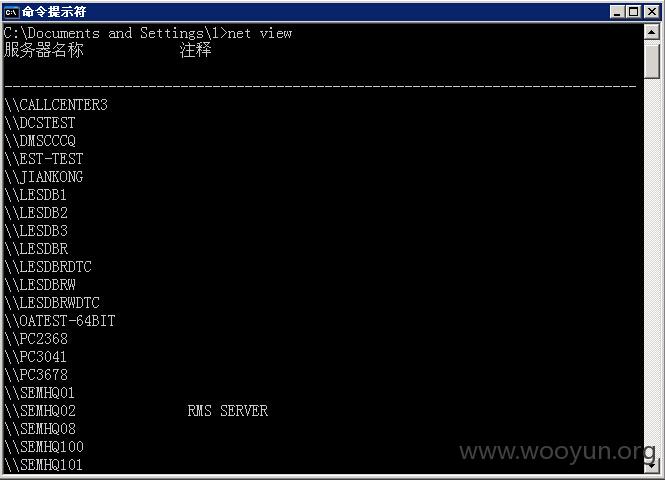 命令提示符
C:\Documents and Settings\1>net view
服务器名称 注释
-------------------------------------------------------------------------------
\\CALLCENTER3
\\DCSTEST
\\DMSCCCQ
\\EST-TEST
\\JIANKONG
\\LESDB1
\\LESDB2
\\LESDB3
\\LESDBR
\\LESDBRDTC
\\LESDBRW
\\LESDBRWDTC
\\OATEST-64BIT
\\PC2368
\\PC3041
\\PC3678
\\SEMHQ01
\\SEMHQ02 RMS SERVER
\\SEMHQ08
\\SEMHQ100
\\SEMHQ101
www.wooyun.org